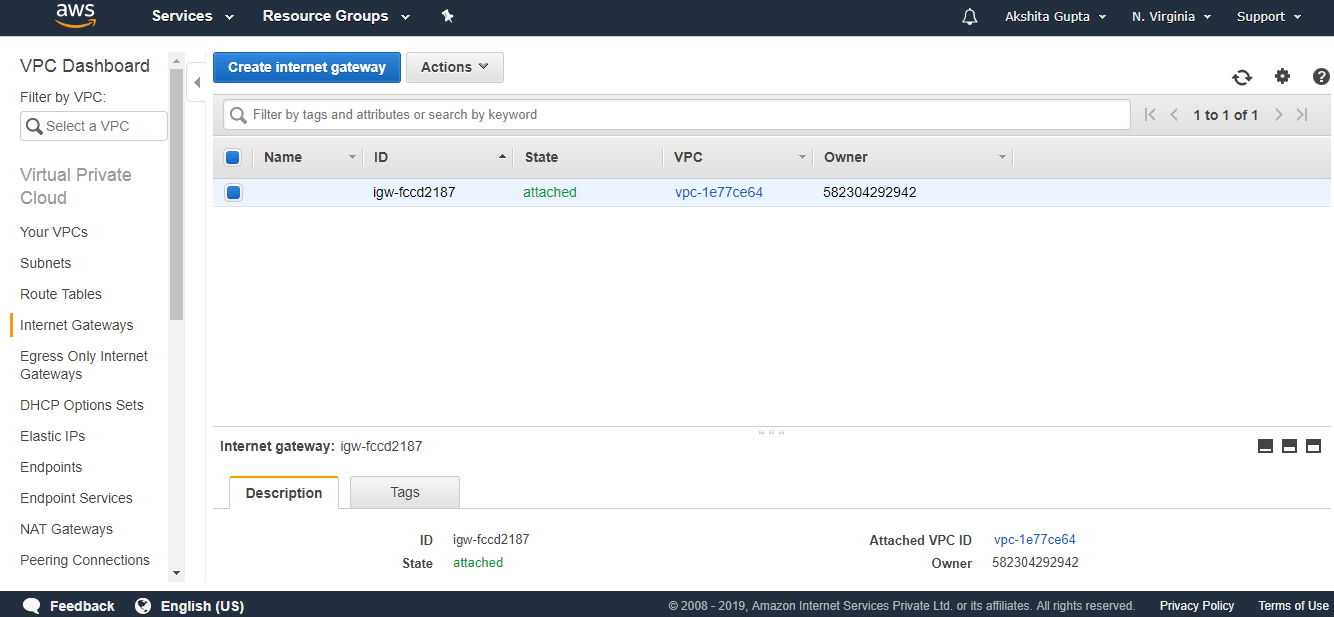 aws Services Resource Groups Akshita Gupta N. Virginia Support
VPC Dashboard
Filter by VPC:
Select a VPC
Virtual Private
Cloud
Your VPCs
Subnets
Route Tables
Internet Gateways
Egress Only Internet
Gateways
DHCP Options Sets
Elastic IPs
Endpoints
Endpoint Services
NAT Gateways
Peering Connections
Create internet gateway Actions
Filter by tags and attributes or search by keyword 1 to 1 of 1
Name ID State VPC Owner
igw-fccd2187 attached vpc-1e77ce64 582304292942
Internet gateway: igw-fccd2187
Description Tags
ID igw-fccd2187 Attached VPC ID vpc-1e77ce64
State attached Owner 582304292942
Feedback English (US) © 2008 - 2019, Amazon Internet Services Private Ltd. or its affiliates. All rights reserved. Privacy Policy Terms of Use